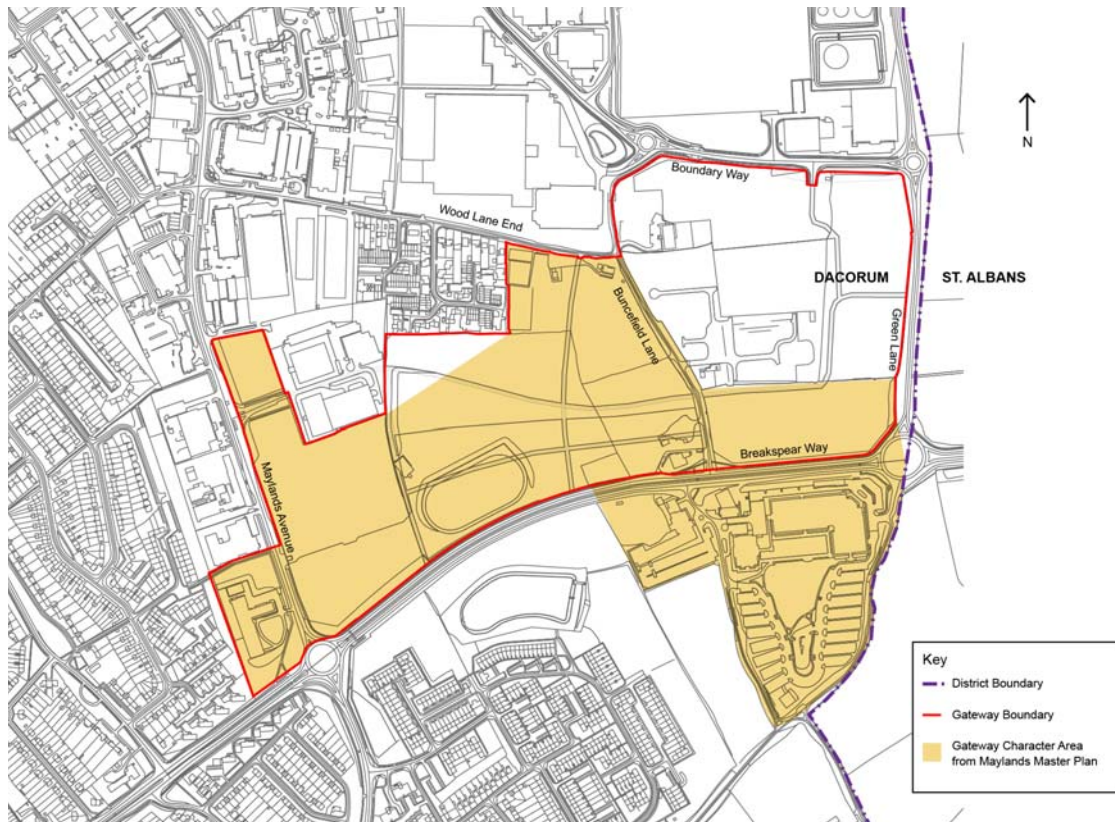 N
Boundary Way
Wood Lane End
DACORUM
ST. ALBANS
Buncefield Lane
Green Lane
Breakspear Way
Maylands Avenue
Key
District Boundary
Gateway Boundary
Gateway Character Area
from Maylands Master Plan